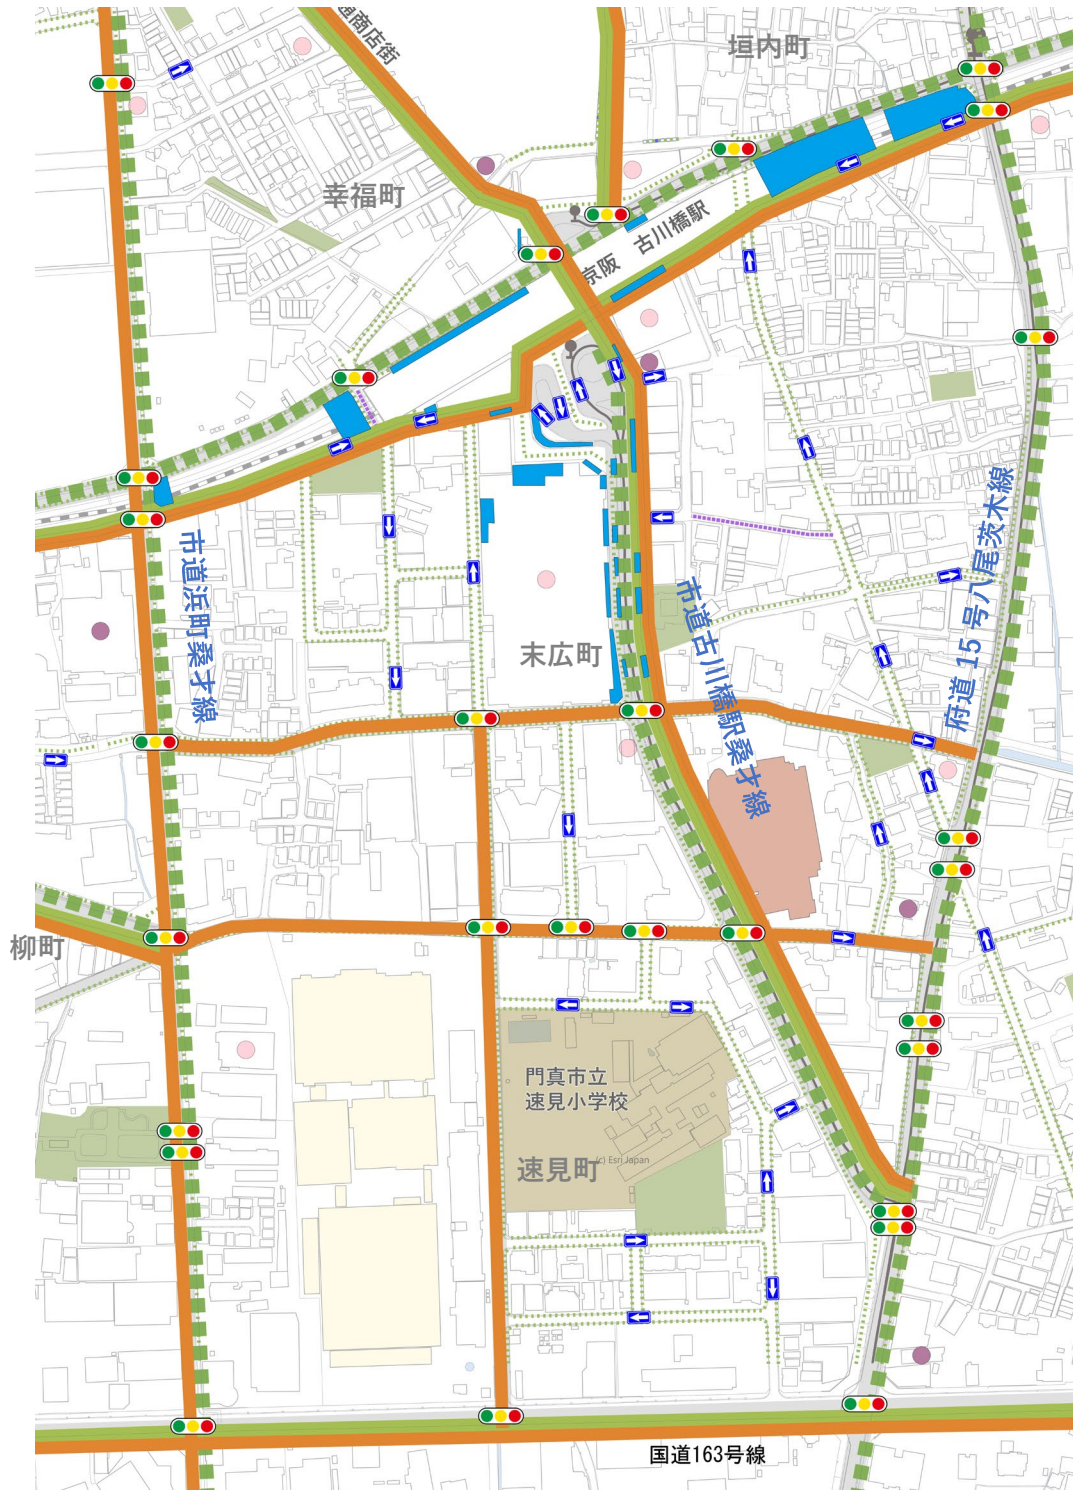 通商店街
垣内町
幸福町
京阪 古川橋駅
市道浜町桑才線
末広町
市道古川橋駅桑才線
府道 15 号八尾茨木線
柳町
門真市立
速見小学校
速見町
(c) Esri Japan
国道163号線